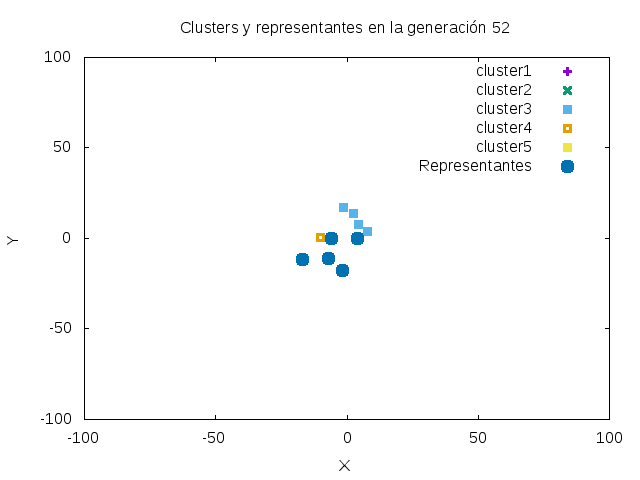 Clusters y representantes en la generación 52
100
50
0
-50
-100
-100 -50 0 50 100
Y
X
cluster1
cluster2
cluster3
cluster4
cluster5
Representantes